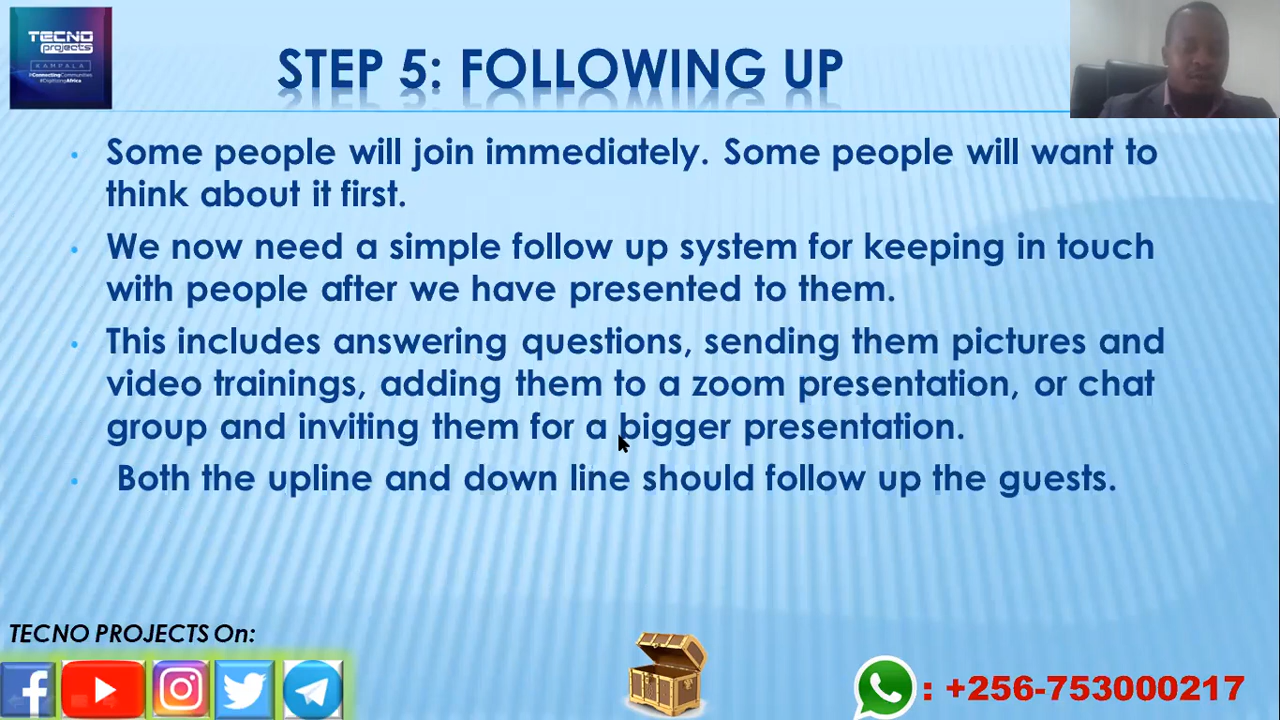 TECNO
projects
KAMPALA
#ConnectingCommunities
#DigitizingAfrica
STEP 5: FOLLOWING UP
Some people will join immediately. Some people will want to
think about it first.
We now need a simple follow up system for keeping in touch
with people after we have presented to them.
This includes answering questions, sending them pictures and
video trainings, adding them to a zoom presentation, or chat
group and inviting them for a bigger presentation.
Both the upline and down line should follow up the guests.
TECNO PROJECTS On:
: +256-753000217